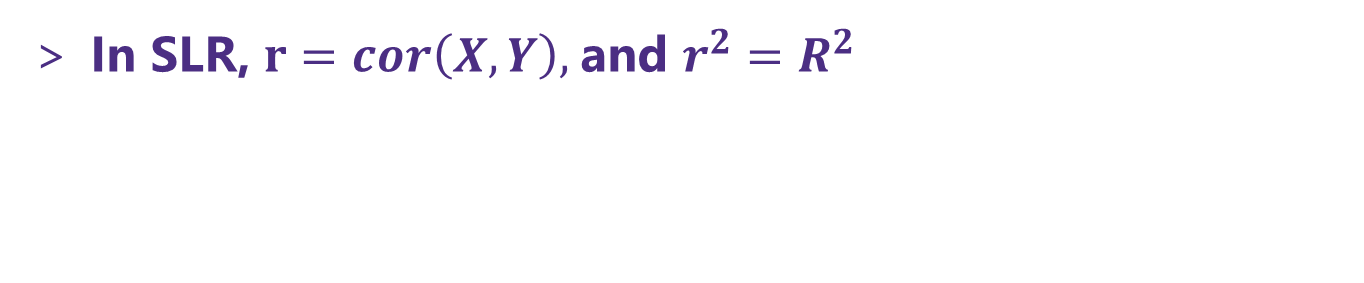 > In SLR, r = cor(X, Y), and r² = R²